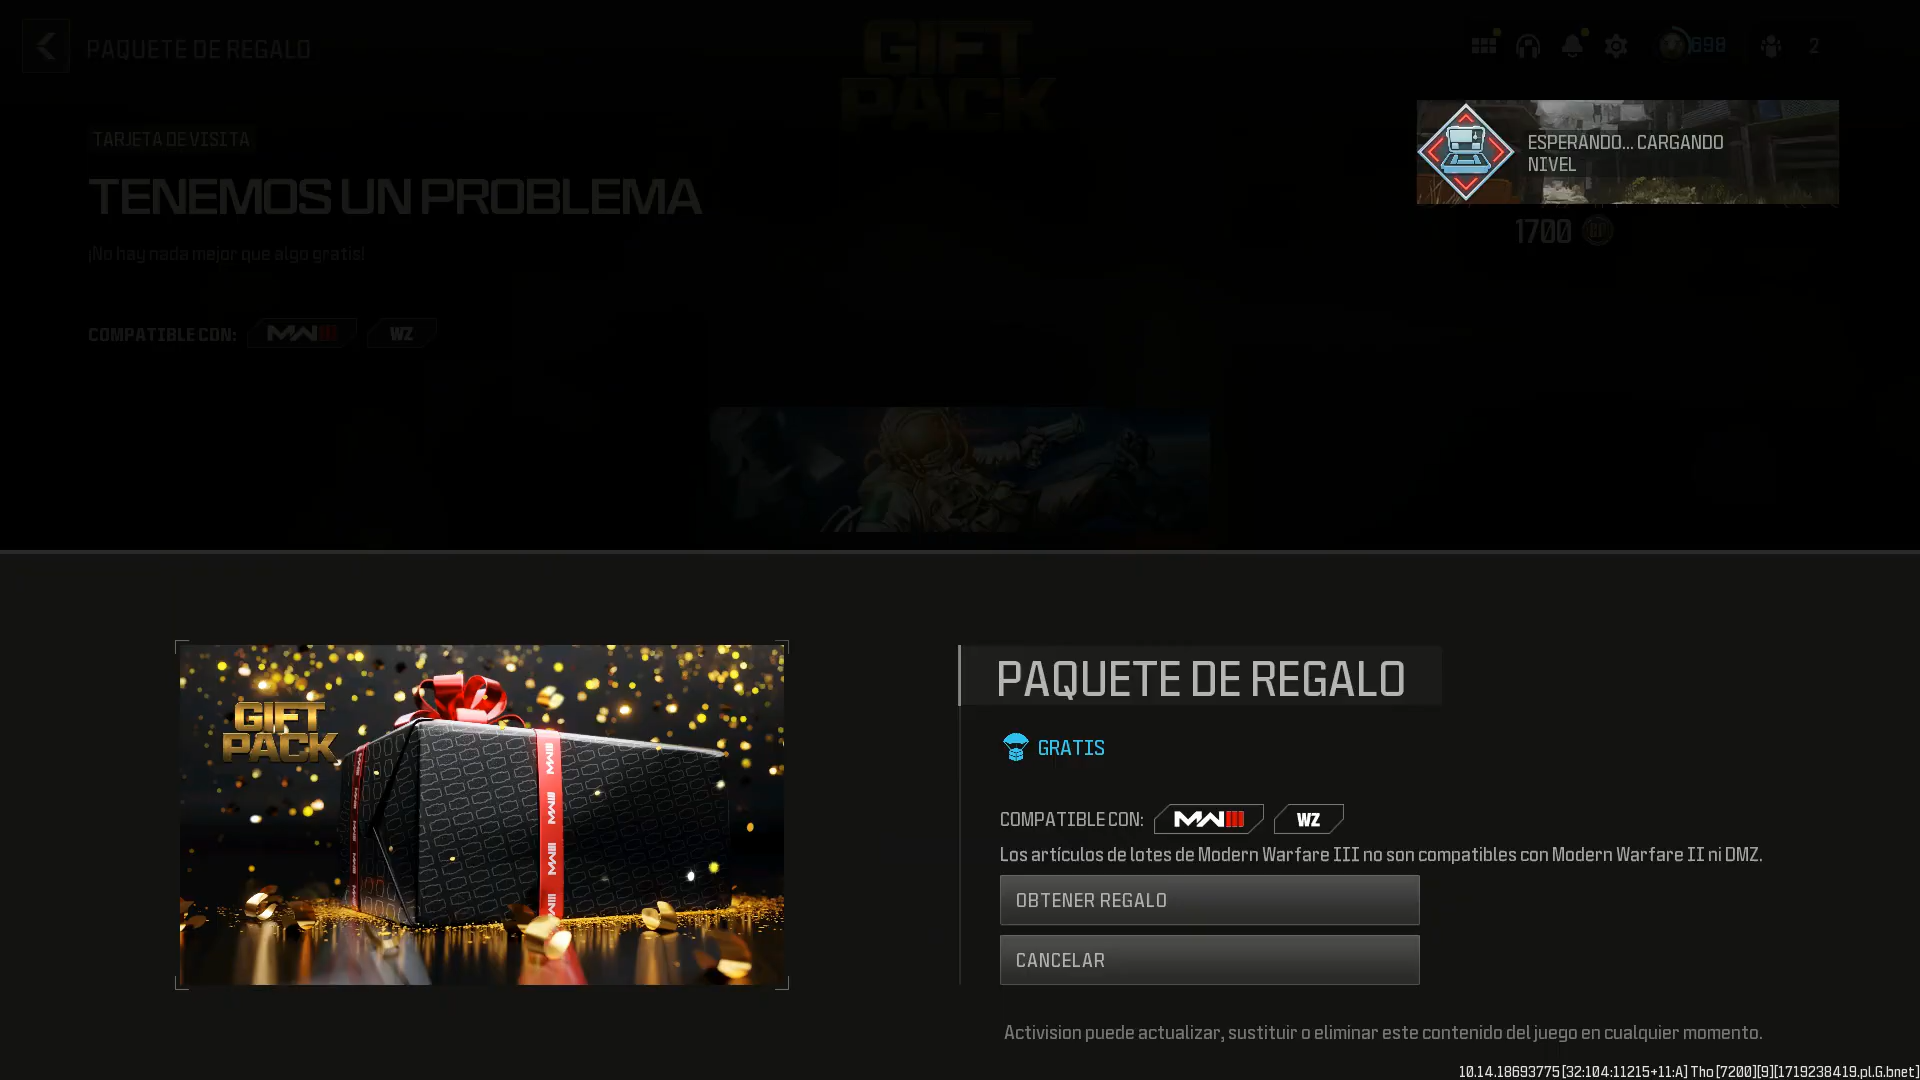 PAQUETE DE REGALO
GIFT
PACK
698
2
TARJETA DE VISITA
TENEMOS UN PROBLEMA
¡No hay nada mejor que algo gratis!
ESPERANDO... CARGANDO
NIVEL
1700
COMPATIBLE CON: MWIII WZ
GIFT
PACK
PAQUETE DE REGALO
GRATIS
COMPATIBLE CON: MWIII WZ
Los artículos de lotes de Modern Warfare III no son compatibles con Modern Warfare II ni DMZ.
OBTENER REGALO
CANCELAR
Activision puede actualizar, sustituir o eliminar este contenido del juego en cualquier momento.
10.14.18693775 [32:104:11215+11:A] Tho [7200][9][1719238419.pl.G.bnet]